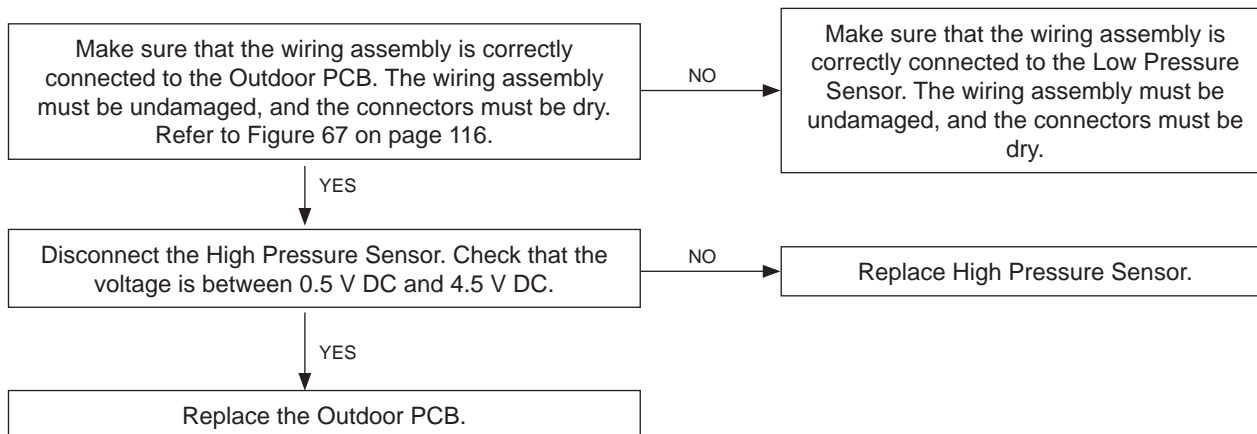 Make sure that the wiring assembly is correctly
connected to the Outdoor PCB. The wiring assembly
must be undamaged, and the connectors must be dry.
Refer to Figure 67 on page 116.
NO
Make sure that the wiring assembly is
correctly connected to the Low Pressure
Sensor. The wiring assembly must be
undamaged, and the connectors must be
dry.
YES
Disconnect the High Pressure Sensor. Check that the
voltage is between 0.5 V DC and 4.5 V DC.
NO
Replace High Pressure Sensor.
YES
Replace the Outdoor PCB.